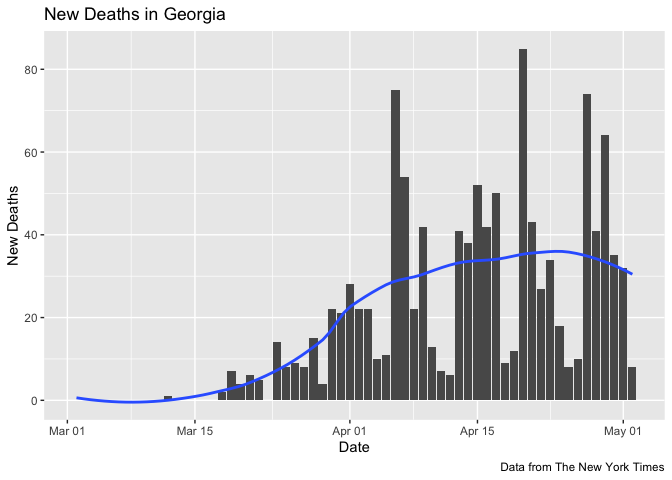 New Deaths in Georgia
80
60
40
20
0
New Deaths
Mar 01
Mar 15
Apr 01
Apr 15
May 01
Date
Data from The New York Times